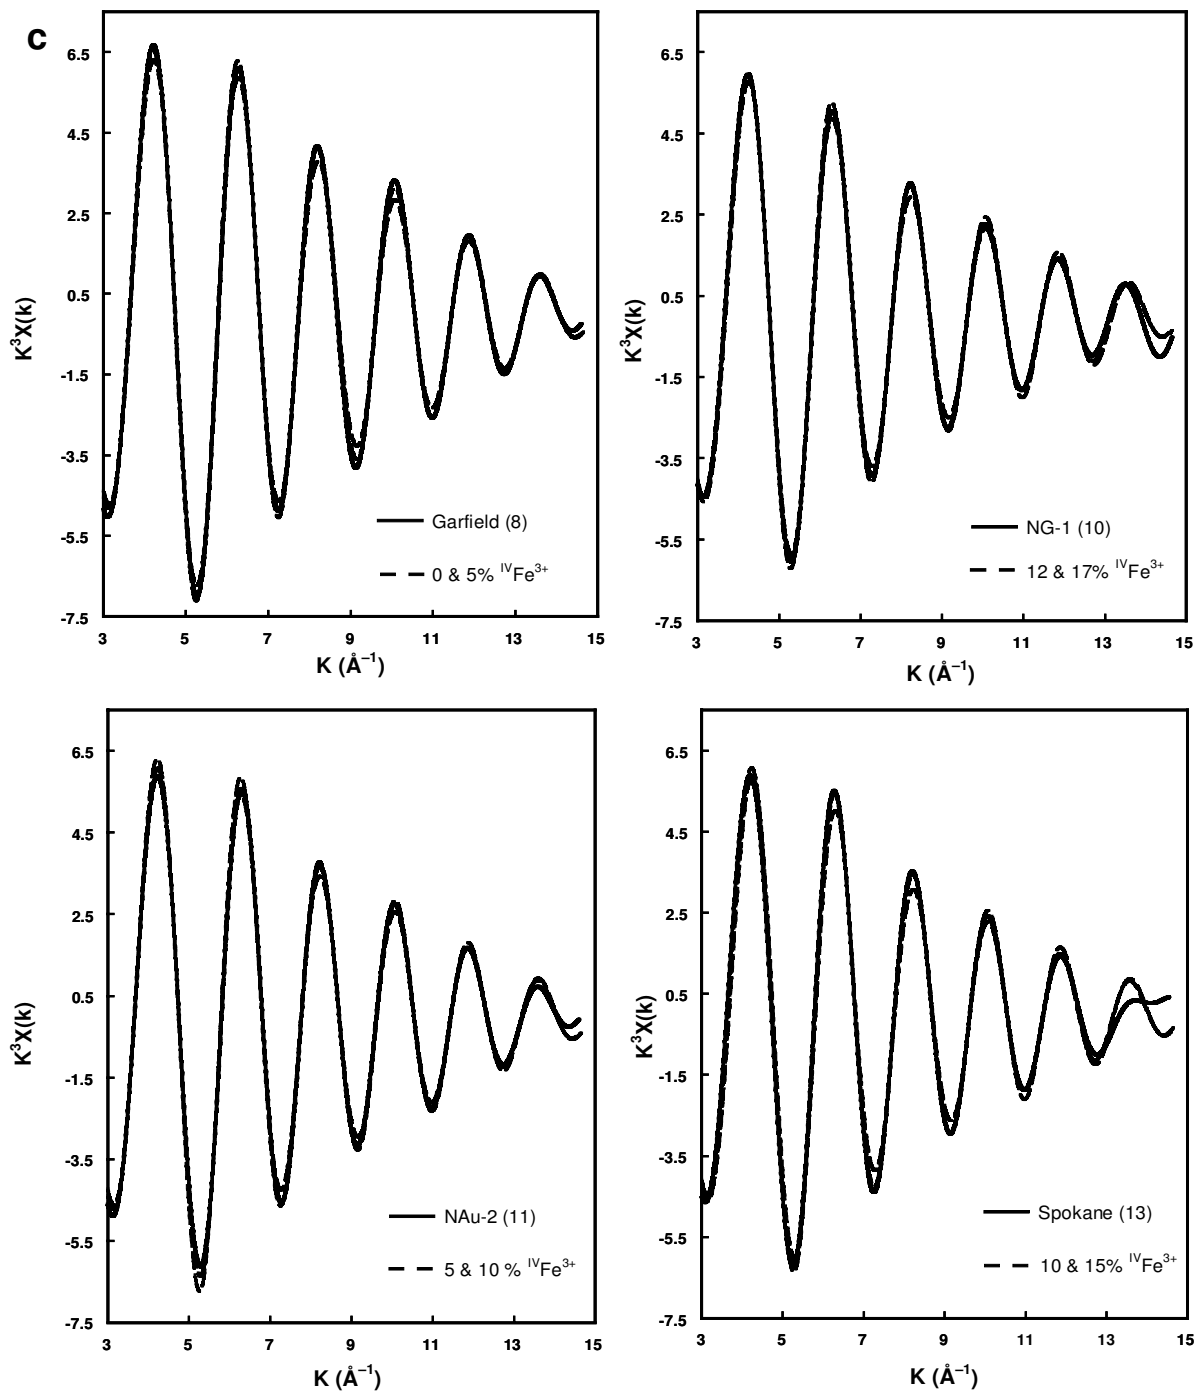 c
6.5
4.5
2.5
0.5
-1.5
-3.5
-5.5
-7.5
3 5 7 9 11 13 15
K³X(k)
K (Å⁻¹)
Garfield (8)
0 & 5% ᴵⱽFe³⁺
6.5
4.5
2.5
0.5
-1.5
-3.5
-5.5
-7.5
3 5 7 9 11 13 15
K³X(k)
K (Å⁻¹)
NG-1 (10)
12 & 17% ᴵⱽFe³⁺
6.5
4.5
2.5
0.5
-1.5
-3.5
-5.5
-7.5
3 5 7 9 11 13 15
K³X(k)
K (Å⁻¹)
NAu-2 (11)
5 & 10 % ᴵⱽFe³⁺
6.5
4.5
2.5
0.5
-1.5
-3.5
-5.5
-7.5
3 5 7 9 11 13 15
K³X(k)
K (Å⁻¹)
Spokane (13)
10 & 15% ᴵⱽFe³⁺